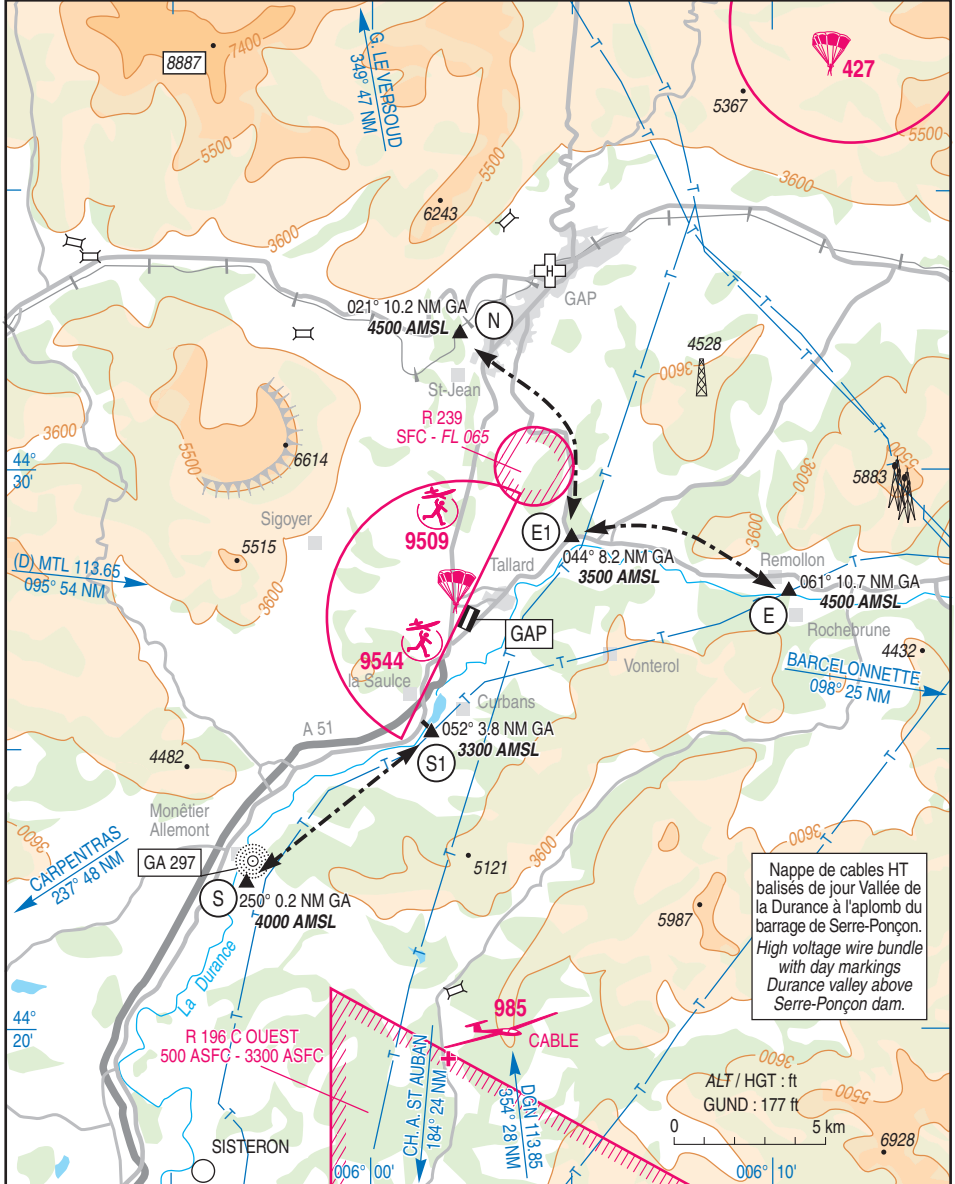 8887
7400
G. LE VERSOUD
349° 47 NM
427
5367
5500
5500
5500
3600
6243
3600
021° 10.2 NM GA
4500 AMSL
N
H
GAP
4528
3600
St-Jean
R 239
SFC - FL 065
3600
5500
6614
44°
30'
5883
5500
3600
Sigoyer
9509
E1
3600
5515
(D) MTL 113.65
095° 54 NM
3600
Tallard
044° 8.2 NM GA
3500 AMSL
Remollon
061° 10.7 NM GA
4500 AMSL
E
Rochebrune
GAP
9544
la Saulce
Vonterol
4432
BARCELONNETTE
098° 25 NM
Curbans
A 51
052° 3.8 NM GA
3300 AMSL
S1
4482
Monêtier
Allemont
3600
CARPENTRAS
237° 48 NM
GA 297
S
250° 0.2 NM GA
4000 AMSL
5121
3600
3600
5987
Nappe de cables HT
balisés de jour Vallée de
la Durance à l'aplomb du
barrage de Serre-Ponçon.
High voltage wire bundle
with day markings
Durance valley above
Serre-Ponçon dam.
La Durance
44°
20'
R 196 C OUEST
500 ASFC - 3300 ASFC
985
CABLE
CH. A. ST AUBAN
184° 24 NM
DGN 113.85
354° 28 NM
3600
5500
ALT / HGT : ft
GUND : 177 ft
0
5 km
6928
SISTERON
006° 00'
006° 10'
T